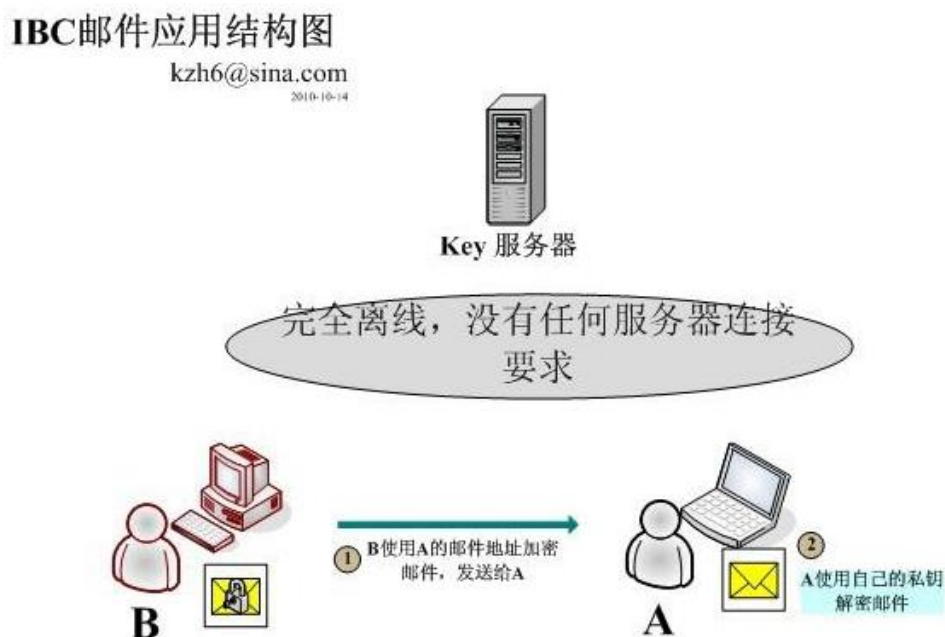 IBC邮件应用结构图
kzh6@sina.com
2010-10-14
Key 服务器
完全离线，没有任何服务器连接
要求
1
B使用A的邮件地址加密
邮件，发送给A
2
A使用自己的私钥
解密邮件
B
A